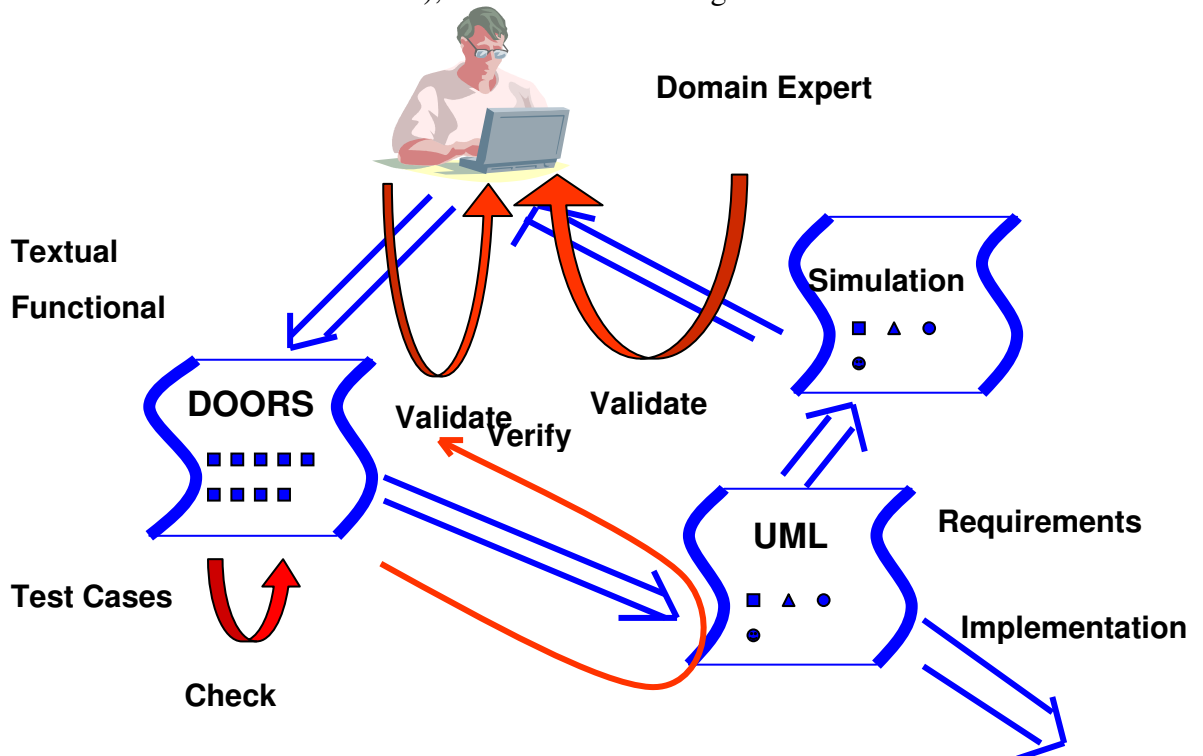 Domain Expert
Textual
Functional
Simulation
DOORS
Validate
Validate
Verify
UML
Requirements
Test Cases
Implementation
Check